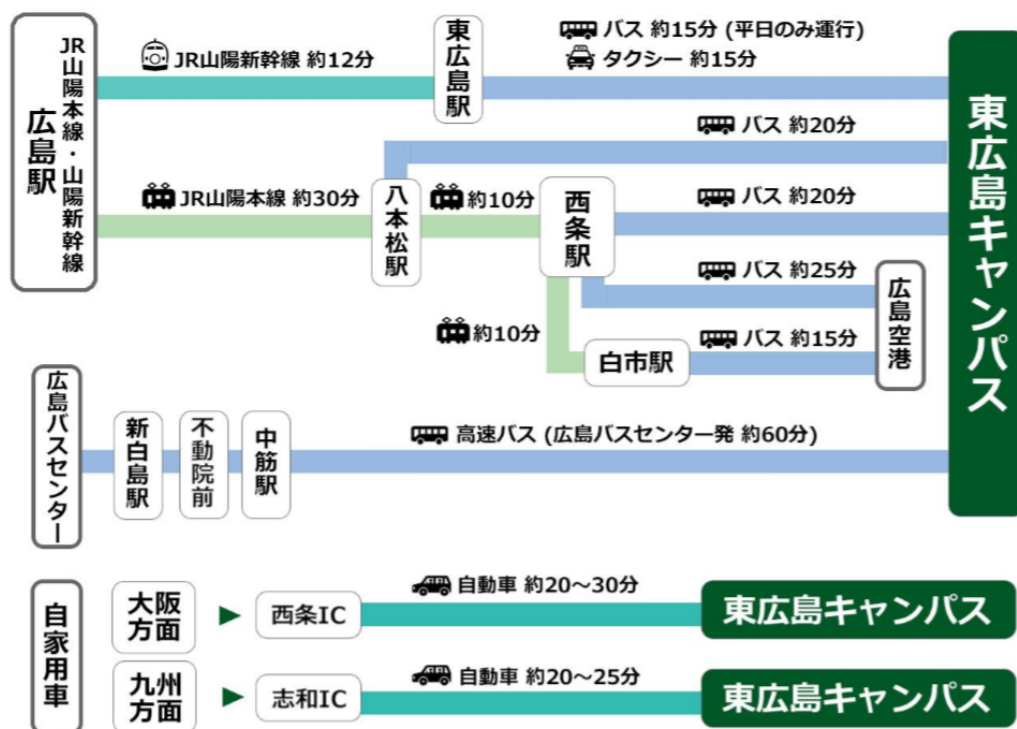 JR山陽本線・山陽新幹線
広島駅
JR山陽新幹線 約12分
東広島駅
バス 約15分 (平日のみ運行)
タクシー 約15分
バス 約20分
JR山陽本線 約30分
八本松駅
約10分
西条駅
バス 約20分
バス 約25分
約10分
白市駅
バス 約15分
広島空港
東広島キャンパス
広島バスセンター
新白島駅
不動院前
中筋駅
高速バス (広島バスセンター発 約60分)
自家用車
大阪
方面
西条IC
自動車 約20～30分
東広島キャンパス
九州
方面
志和IC
自動車 約20～25分
東広島キャンパス